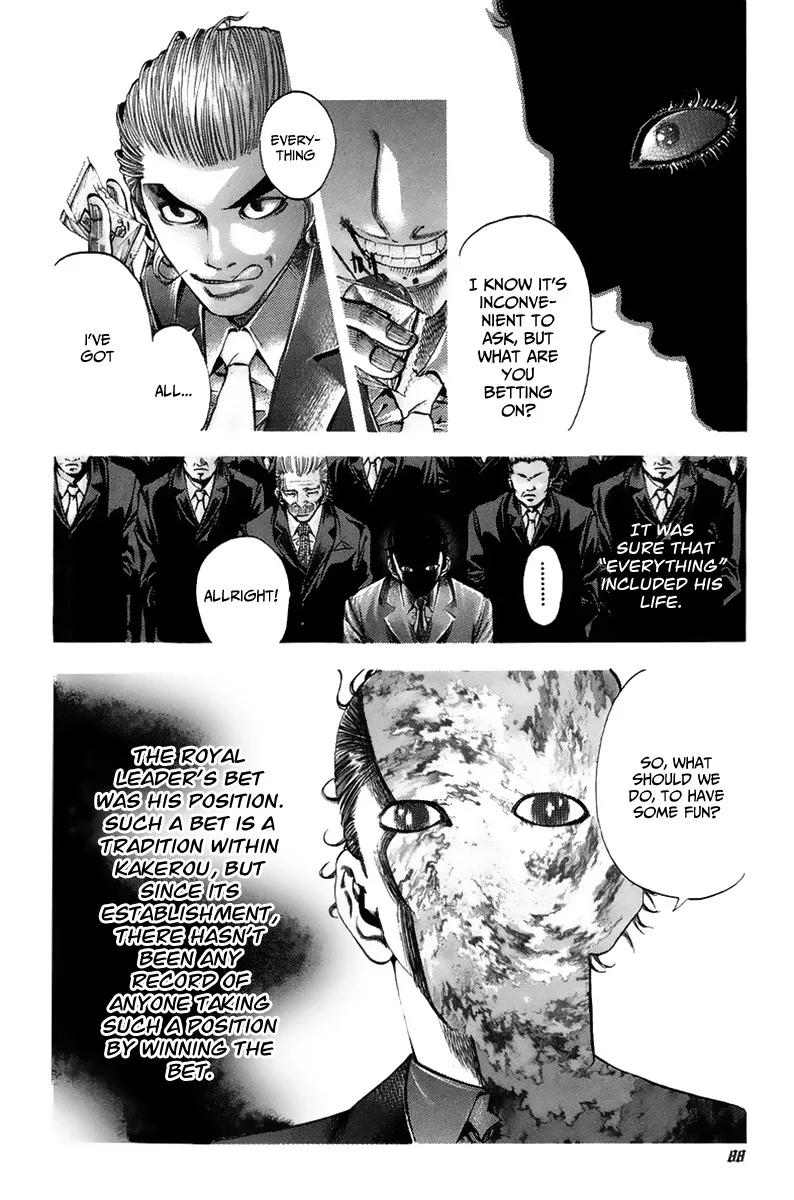 I KNOW IT'S
INCONVE-
NIENT TO
ASK, BUT
WHAT ARE
YOU
BETTING
ON?
EVERY-
THING
I'VE
GOT
ALL...
IT WAS
SURE THAT
"EVERYTHING"
INCLUDED HIS
LIFE.
.........
ALLRIGHT!
SO, WHAT
SHOULD WE
DO, TO HAVE
SOME FUN?
THE ROYAL
LEADER'S BET
WAS HIS POSITION.
SUCH A BET IS A
TRADITION WITHIN
KAKEROU, BUT
SINCE ITS
ESTABLISHMENT,
THERE HASN'T
BEEN ANY
RECORD OF
ANYONE TAKING
SUCH A POSITION
BY WINNING THE
BET.
88